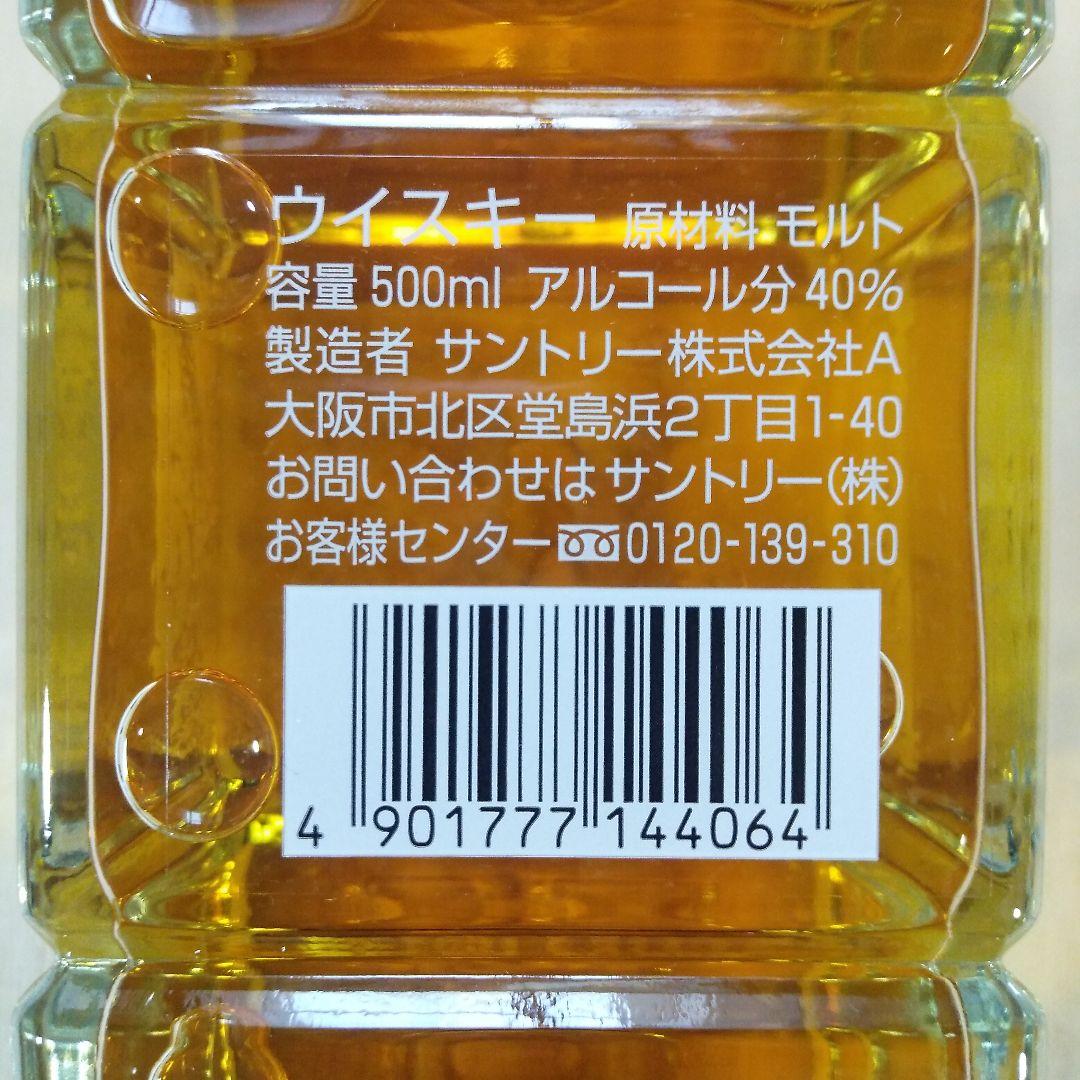 ウイスキー 原材料 モルト
容量 500ml アルコール分 40%
製造者 サントリー株式会社A
大阪市北区堂島浜2丁目1-40
お問い合わせはサントリー(株)
お客様センター 0120-139-310
4 901777 144064